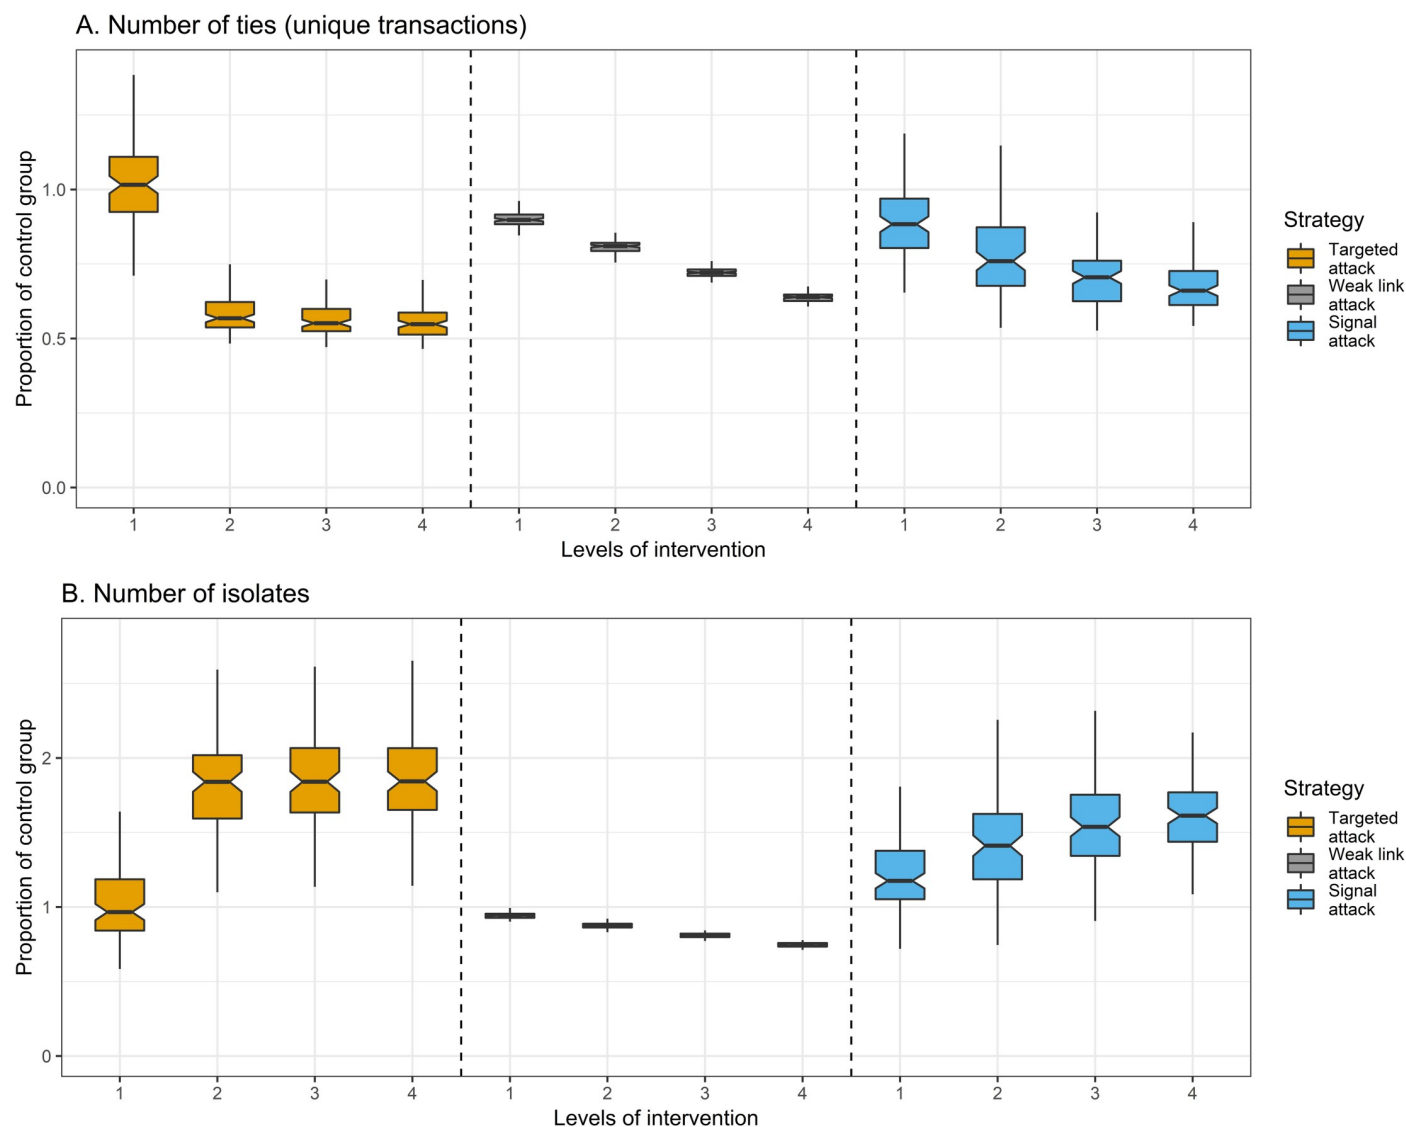 A. Number of ties (unique transactions)
Proportion of control group
1.0
0.5
0.0
1 2 3 4 1 2 3 4 1 2 3 4
Levels of intervention
Strategy
Targeted
attack
Weak link
attack
Signal
attack
B. Number of isolates
Proportion of control group
2
1
0
1 2 3 4 1 2 3 4 1 2 3 4
Levels of intervention
Strategy
Targeted
attack
Weak link
attack
Signal
attack